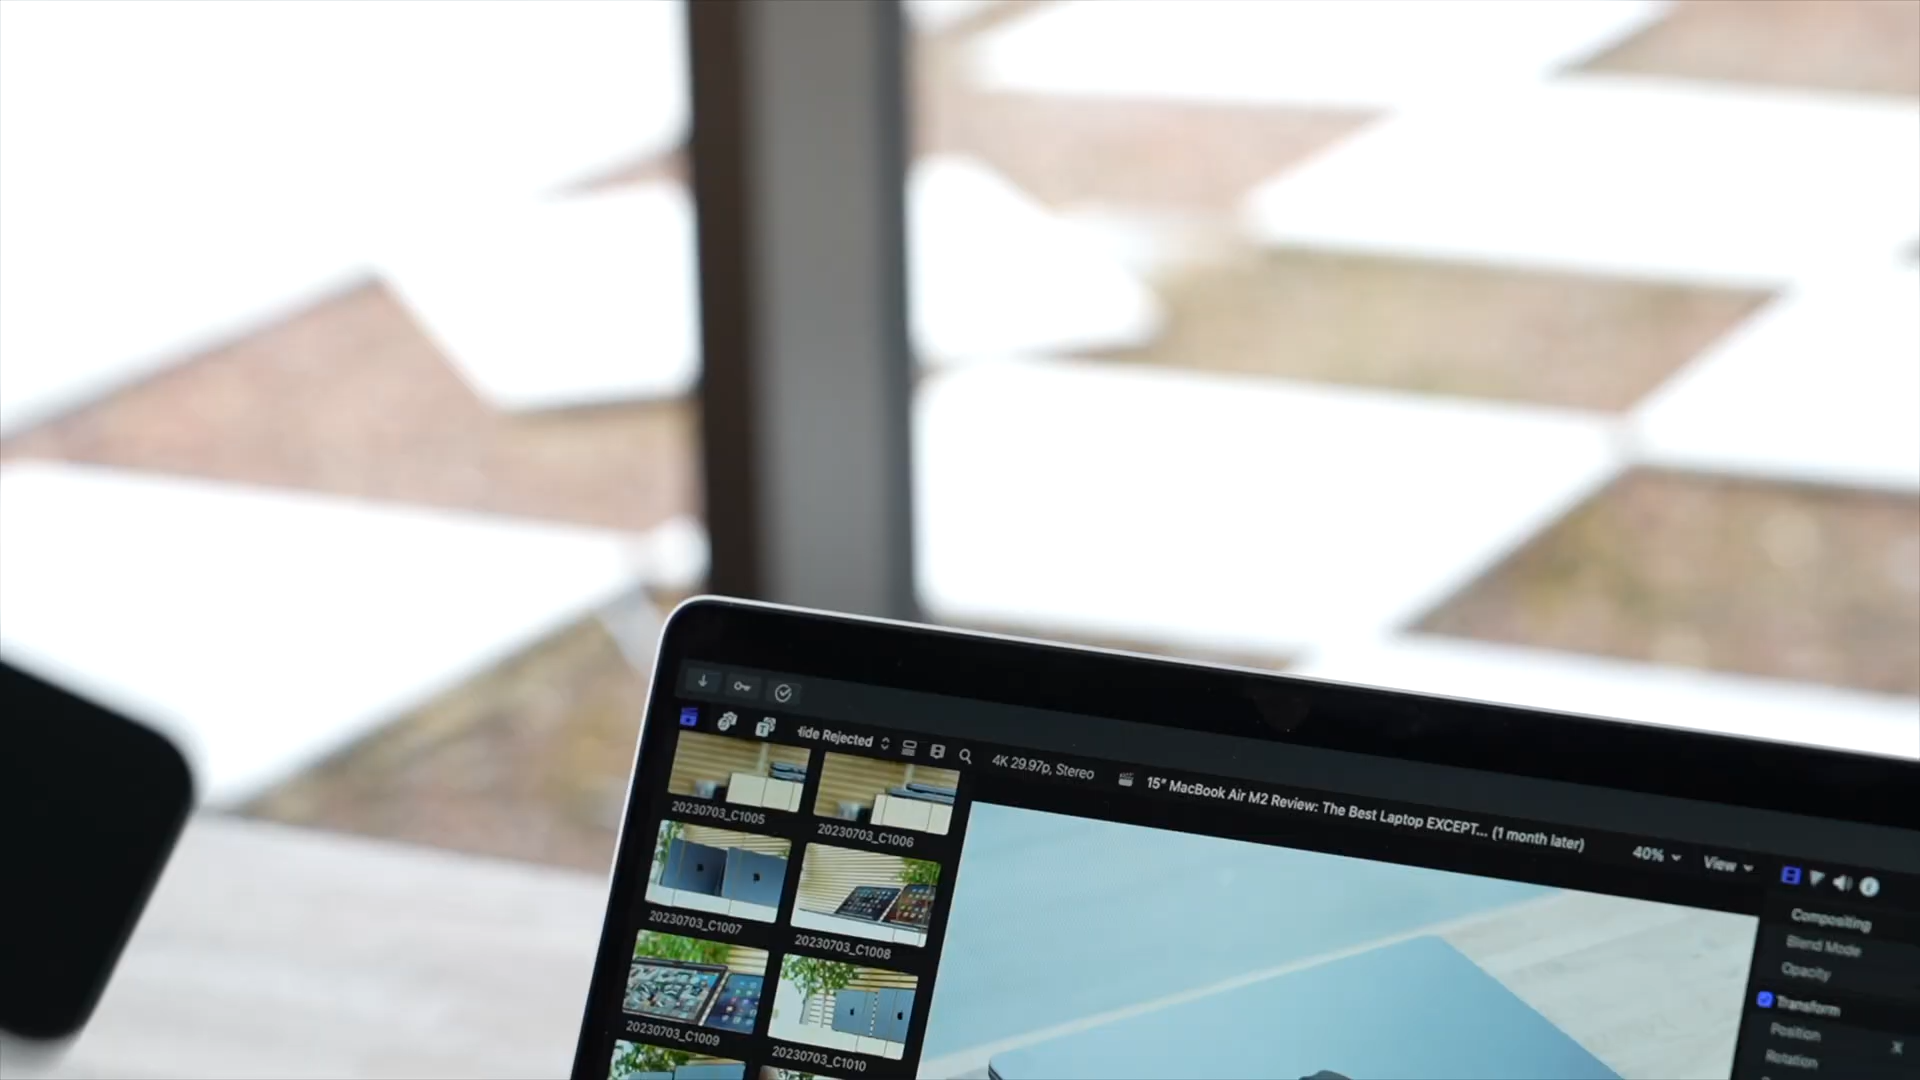 Hide Rejected
4K 29.97p, Stereo
15" MacBook Air M2 Review: The Best Laptop EXCEPT... (1 month later)
40%
View
20230703_C1005
20230703_C1006
20230703_C1007
20230703_C1008
20230703_C1009
20230703_C1010
Compositing
Blend Mode
Opacity
Transform
Position
X
Rotation